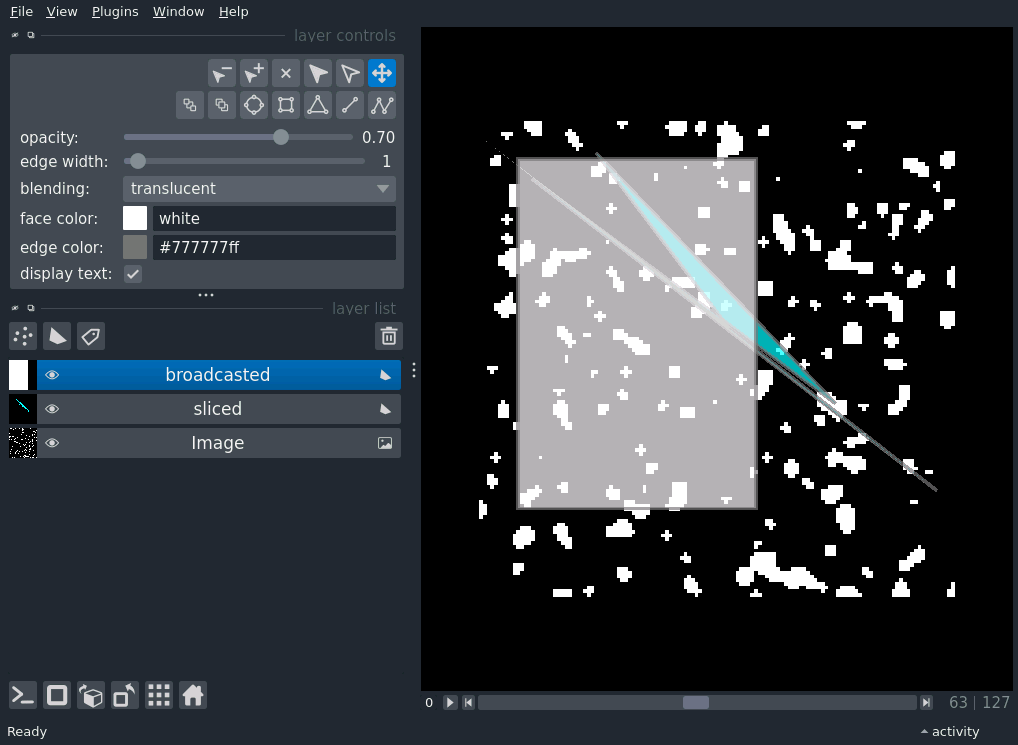 File View Plugins Window Help
layer controls
opacity: 0.70
edge width: 1
blending: translucent
face color: white
edge color: #777777ff
display text:
layer list
broadcasted
sliced
Image
0 63 | 127
Ready activity